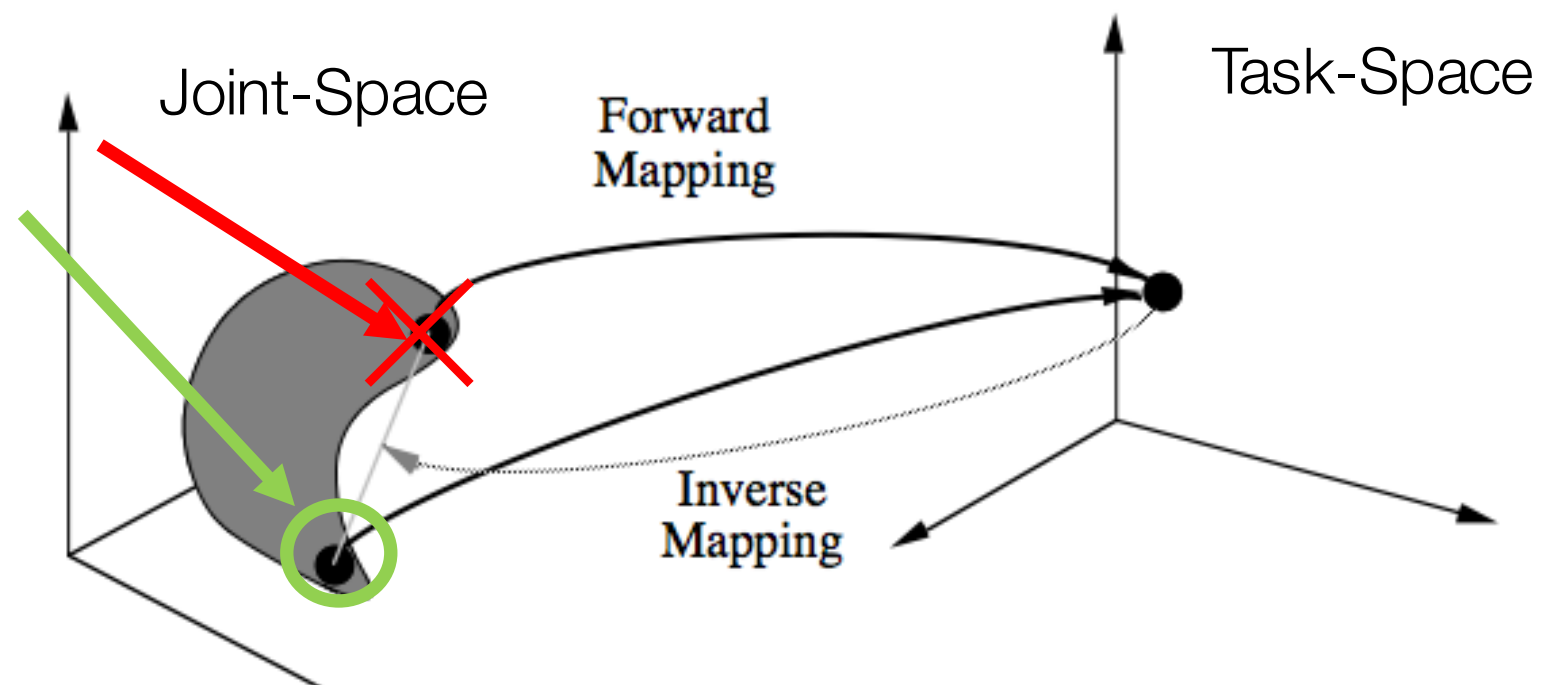 Joint-Space
Task-Space
Forward
Mapping
Inverse
Mapping